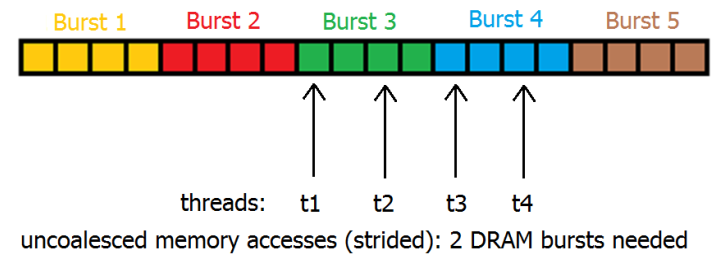 Burst 1 Burst 2 Burst 3 Burst 4 Burst 5
threads: t1 t2 t3 t4
uncoalesced memory accesses (strided): 2 DRAM bursts needed